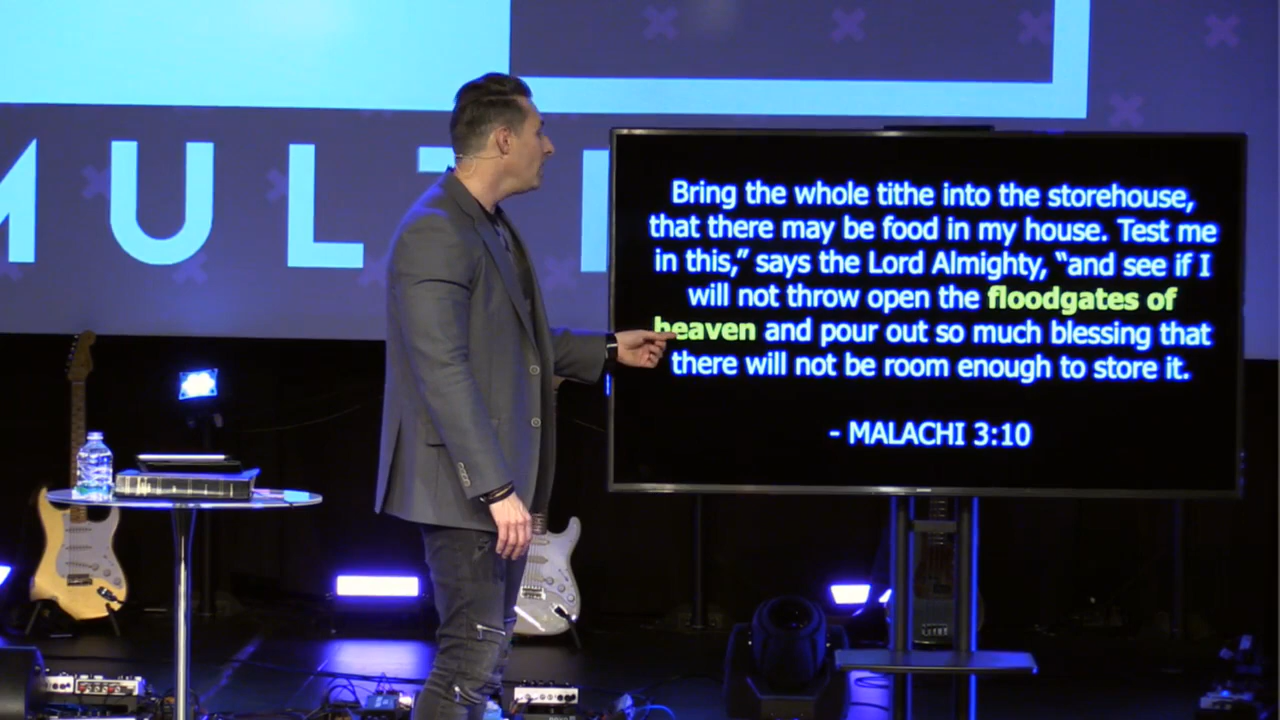 MULT
Bring the whole tithe into the storehouse,
that there may be food in my house. Test me
in this,” says the Lord Almighty, “and see if I
will not throw open the floodgates of
heaven and pour out so much blessing that
there will not be room enough to store it.
- MALACHI 3:10